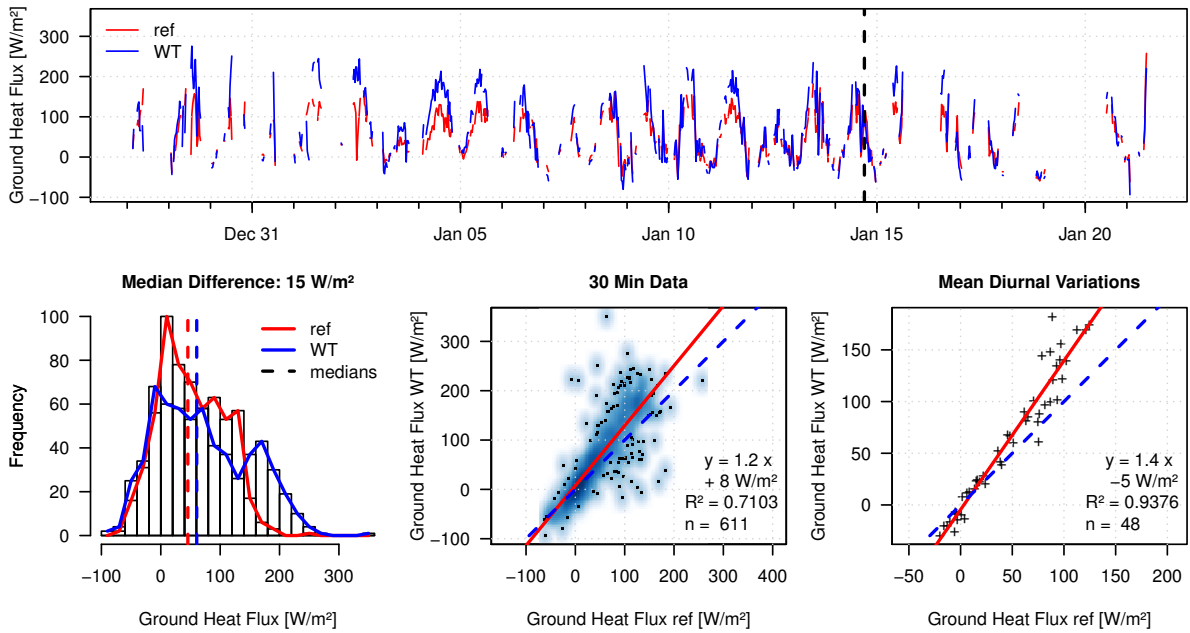 Ground Heat Flux [W/m²]
300
200
100
0
−100
ref
WT
Dec 31
Jan 05
Jan 10
Jan 15
Jan 20
Median Difference: 15 W/m²
Frequency
100
80
60
40
20
0
ref
WT
medians
−100
0
100
200
300
Ground Heat Flux [W/m²]
30 Min Data
Ground Heat Flux WT [W/m²]
300
200
100
0
−100
y = 1.2 x
+ 8 W/m²
R² = 0.7103
n = 611
−100
0
100
200
300
400
Ground Heat Flux ref [W/m²]
Mean Diurnal Variations
Ground Heat Flux WT [W/m²]
150
100
50
0
y = 1.4 x
−5 W/m²
R² = 0.9376
n = 48
−50
0
50
100
150
200
Ground Heat Flux ref [W/m²]